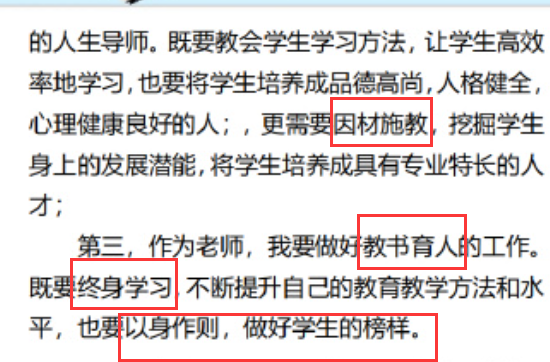 的人生导师。既要教会学生学习方法，让学生高效
率地学习，也要将学生培养成品德高尚，人格健全，
心理健康良好的人；，更需要因材施教，挖掘学生
身上的发展潜能，将学生培养成具有专业特长的人
才；
第三，作为老师，我要做好教书育人的工作。
既要终身学习，不断提升自己的教育教学方法和水
平，也要以身作则，做好学生的榜样。